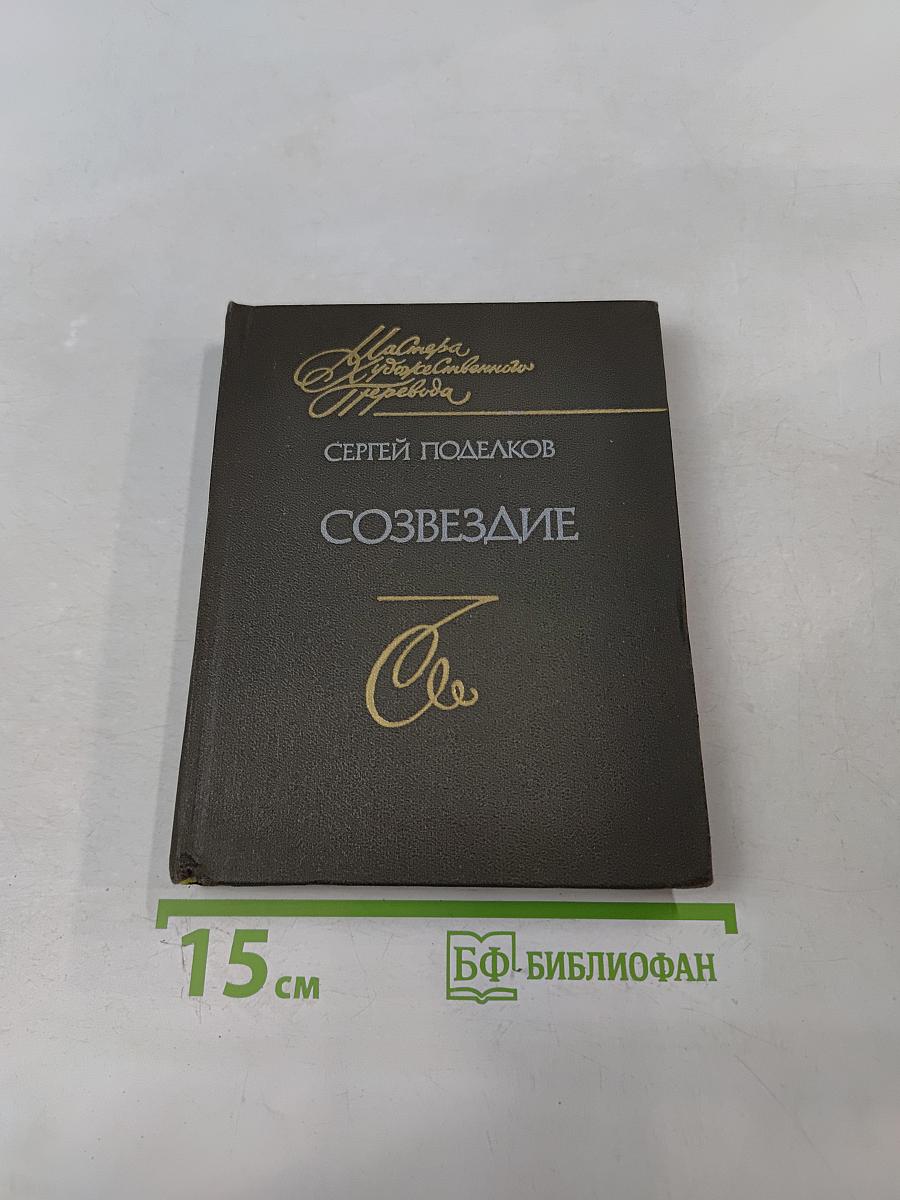 Мастера
Художественного
Перевода
СЕРГЕЙ ПОДЕЛКОВ
СОЗВЕЗДИЕ
15 см
БФ БИБЛИОФАН